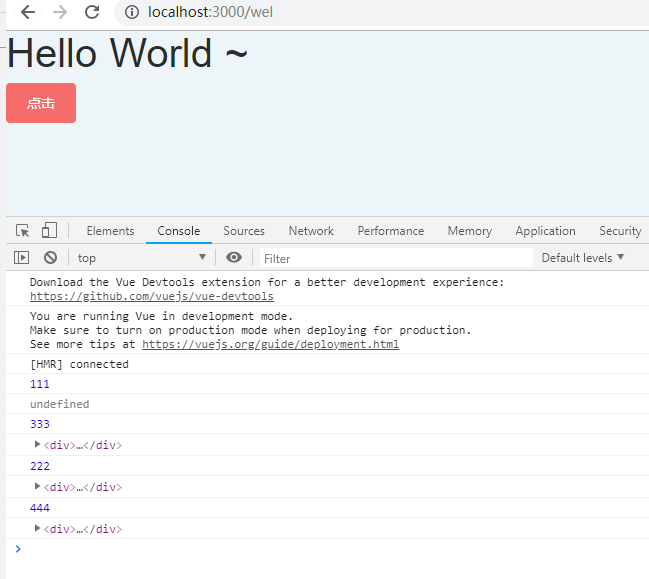 localhost:3000/wel
Hello World ~
点击
Elements Console Sources Network Performance Memory Application Security
top Filter Default levels
Download the Vue Devtools extension for a better development experience:
https://github.com/vuejs/vue-devtools
You are running Vue in development mode.
Make sure to turn on production mode when deploying for production.
See more tips at https://vuejs.org/guide/deployment.html
[HMR] connected
111
undefined
333
<div>…</div>
222
<div>…</div>
444
<div>…</div>